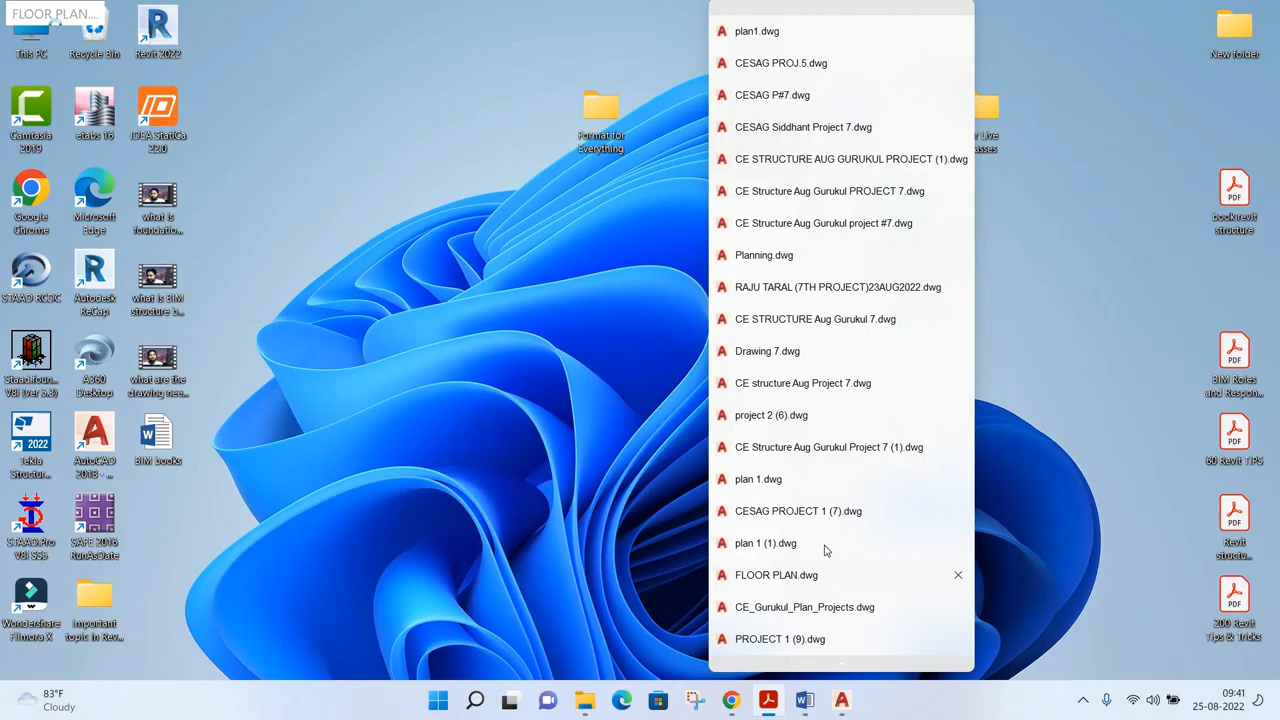 FLOOR PLAN...
This PC
Recycle Bin
Revit 2022
Camtasia
2019
etabs 16
IDEA StatiCa
22.0
Google
Chrome
Microsoft
Edge
what is
foundatio...
STAAD RCDC
Autodesk
ReCap
what is BIM
structure b...
Staad.foun...
V8i (ver 5.3)
A360
Desktop
what are the
drawing nee...
Tekla
Structur...
AutoCAD
2018 - ...
BIM books
STAAD.Pro
V8i SS5
SAFE 2016
RunAsDate
Wondershare
Filmora X
Important
topic in Rev...
Format for
Everything
plan1.dwg
CESAG PROJ.5.dwg
CESAG P#7.dwg
CESAG Siddhant Project 7.dwg
CE STRUCTURE AUG GURUKUL PROJECT (1).dwg
CE Structure Aug Gurukul PROJECT 7.dwg
CE Structure Aug Gurukul project #7.dwg
Planning.dwg
RAJU TARAL (7TH PROJECT)23AUG2022.dwg
CE STRUCTURE Aug Gurukul 7.dwg
Drawing 7.dwg
CE structure Aug Project 7.dwg
project 2 (6).dwg
CE Structure Aug Gurukul Project 7 (1).dwg
plan 1.dwg
CESAG PROJECT 1 (7).dwg
plan 1 (1).dwg
FLOOR PLAN.dwg
CE_Gurukul_Plan_Projects.dwg
PROJECT 1 (9).dwg
r Live
asses
New folder
PDF
book revit
structure
PDF
BIM Roles
and Respon...
PDF
60 Revit TIPS
PDF
Revit
structu...
PDF
200 Revit
Tips & Tricks
83°F
Cloudy
09:41
25-08-2022